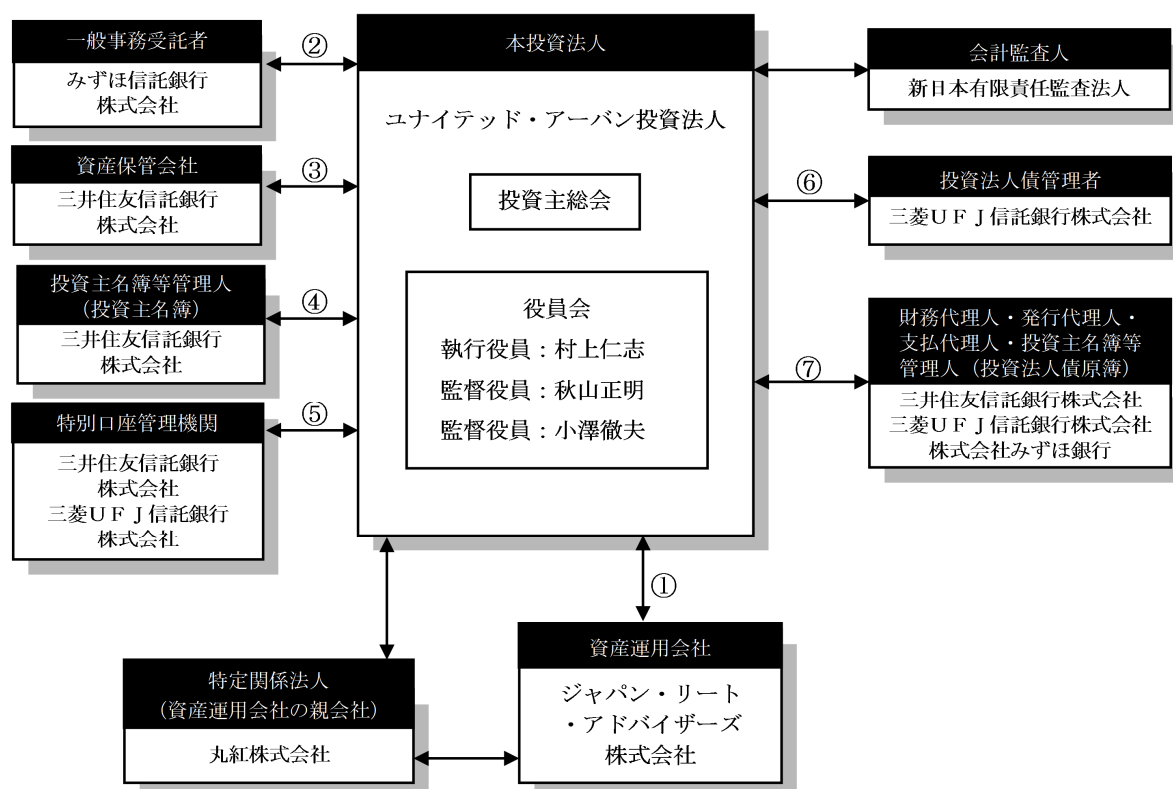 一般事務受託者
みずほ信託銀行
株式会社
②
資産保管会社
三井住友信託銀行
株式会社
③
投資主名簿等管理人
（投資主名簿）
三井住友信託銀行
株式会社
④
特別口座管理機関
三井住友信託銀行
株式会社
三菱ＵＦＪ信託銀行
株式会社
⑤
本投資法人
ユナイテッド・アーバン投資法人
投資主総会
役員会
執行役員：村上仁志
監督役員：秋山正明
監督役員：小澤徹夫
会計監査人
新日本有限責任監査法人
⑥
投資法人債管理者
三菱ＵＦＪ信託銀行株式会社
⑦
財務代理人・発行代理人・
支払代理人・投資主名簿等
管理人（投資法人債原簿）
三井住友信託銀行株式会社
三菱ＵＦＪ信託銀行株式会社
株式会社みずほ銀行
①
特定関係法人
（資産運用会社の親会社）
丸紅株式会社
資産運用会社
ジャパン・リート
・アドバイザーズ
株式会社